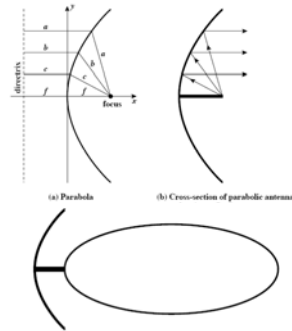 y
a
a
b
b
c
c
directrix
f
f
x
focus
(a) Parabola
(b) Cross-section of parabolic antenna